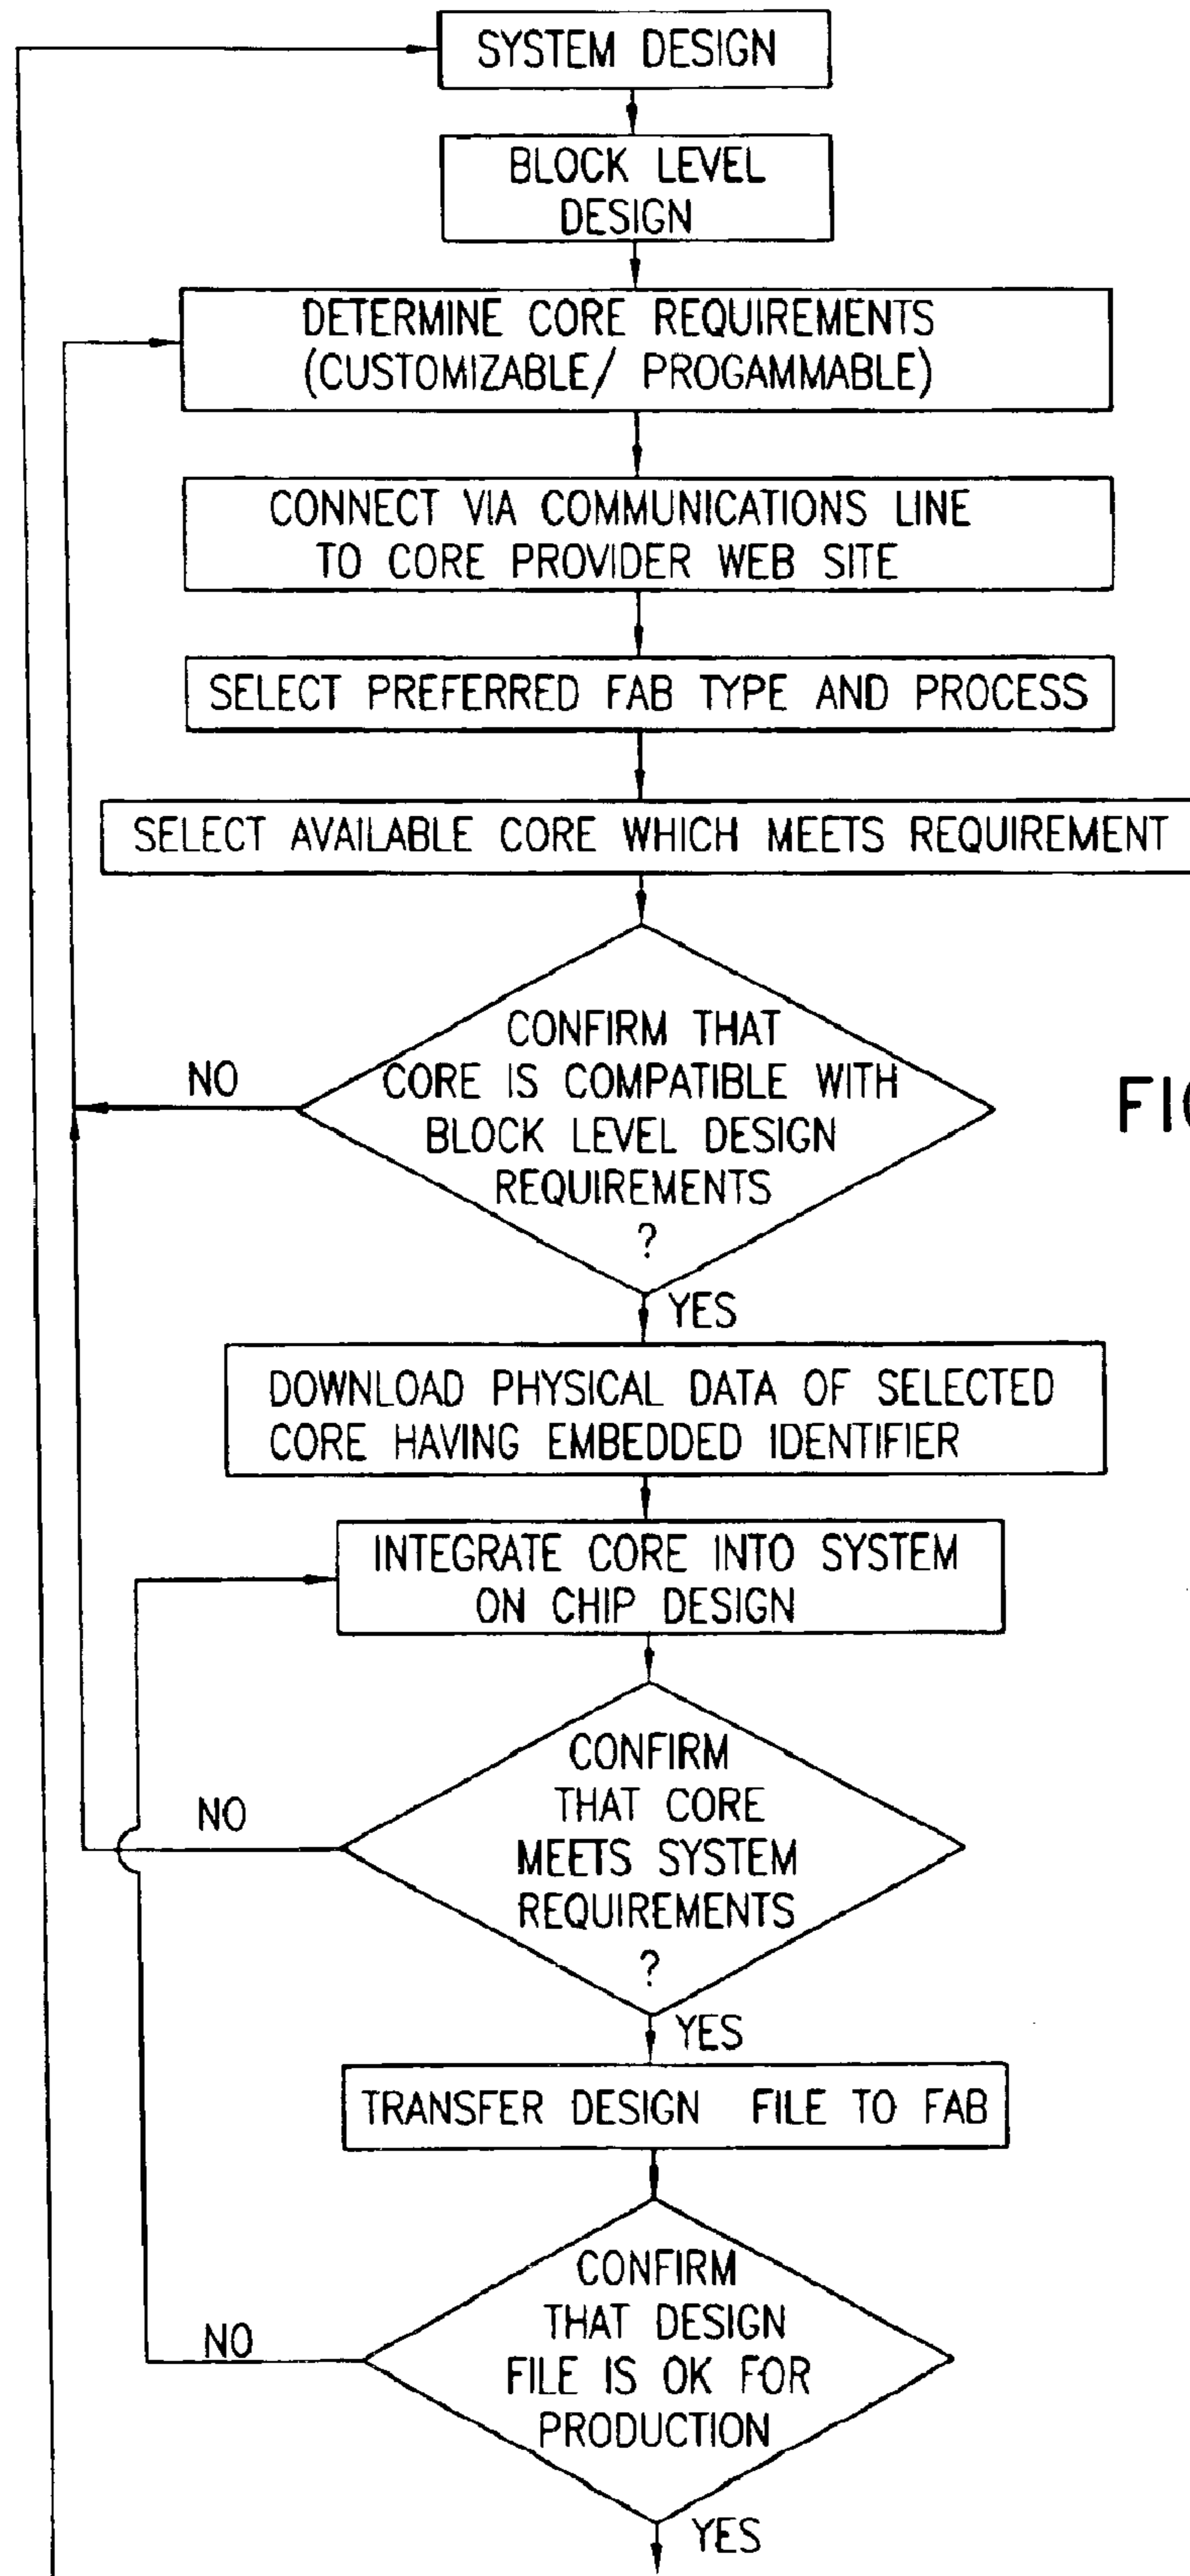 SYSTEM DESIGN
BLOCK LEVEL
DESIGN
DETERMINE CORE REQUIREMENTS
(CUSTOMIZABLE/ PROGAMMABLE)
CONNECT VIA COMMUNICATIONS LINE
TO CORE PROVIDER WEB SITE
SELECT PREFERRED FAB TYPE AND PROCESS
SELECT AVAILABLE CORE WHICH MEETS REQUIREMENT
CONFIRM THAT
CORE IS COMPATIBLE WITH
BLOCK LEVEL DESIGN
REQUIREMENTS
?
NO
YES
DOWNLOAD PHYSICAL DATA OF SELECTED
CORE HAVING EMBEDDED IDENTIFIER
INTEGRATE CORE INTO SYSTEM
ON CHIP DESIGN
CONFIRM
THAT CORE
MEETS SYSTEM
REQUIREMENTS
?
NO
YES
TRANSFER DESIGN FILE TO FAB
CONFIRM
THAT DESIGN
FILE IS OK FOR
PRODUCTION
NO
YES